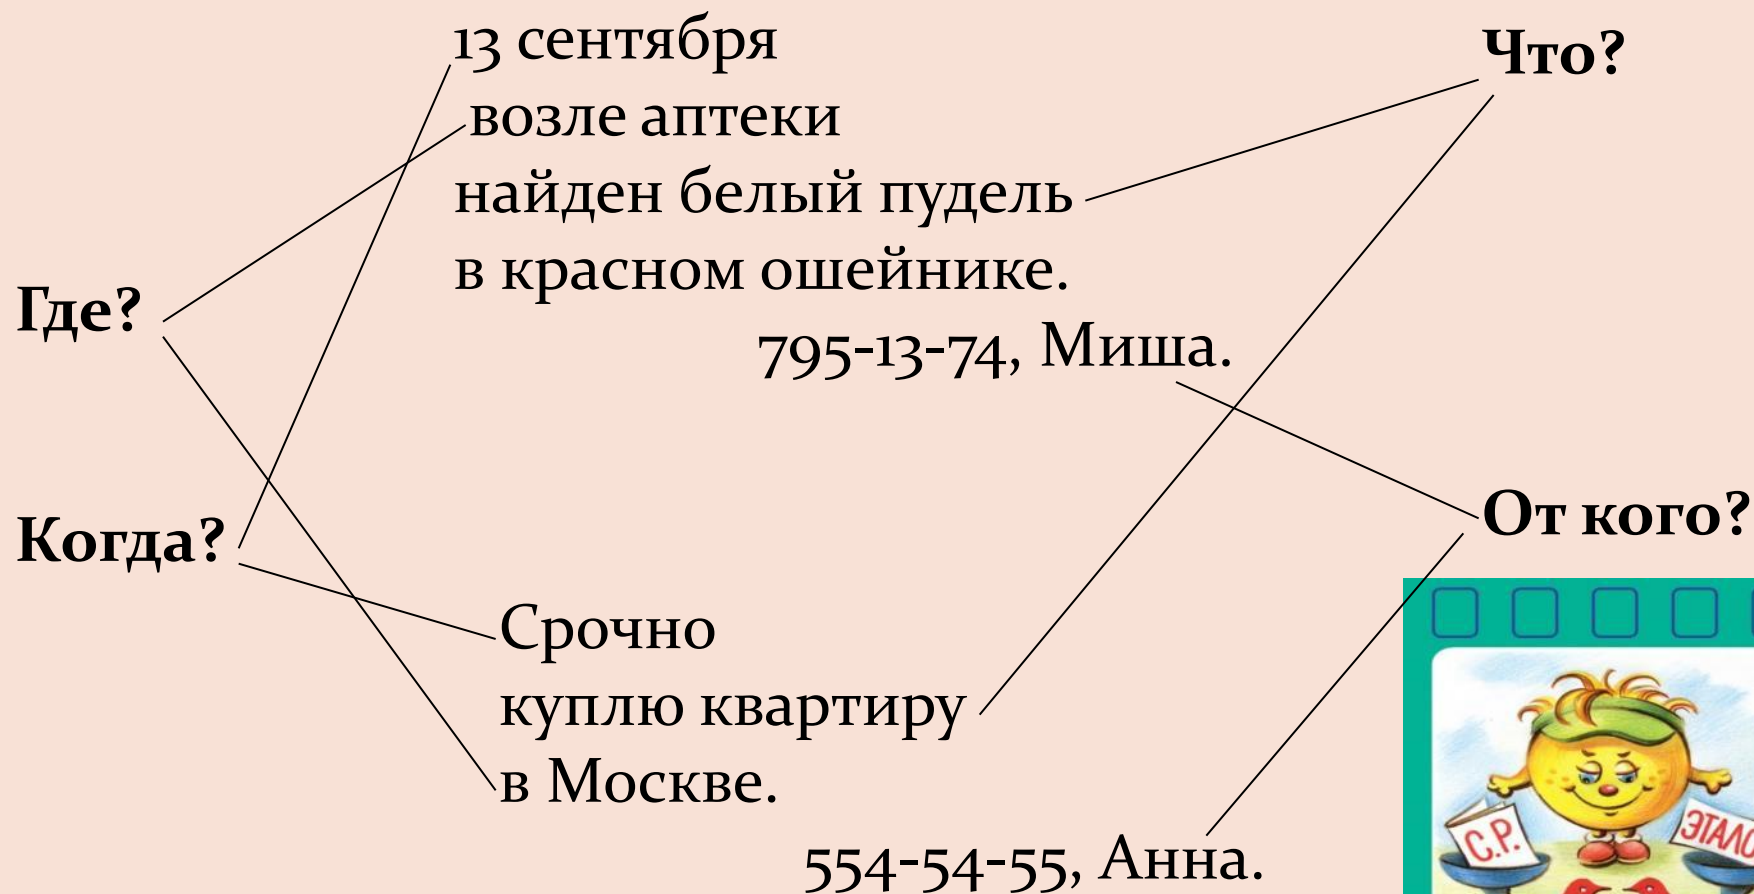 13 сентября
возле аптеки
найден белый пудель
в красном ошейнике.
795-13-74, Миша.
Что?
Где?
Когда?
От кого?
Срочно
куплю квартиру
в Москве.
554-54-55, Анна.
С.Р.